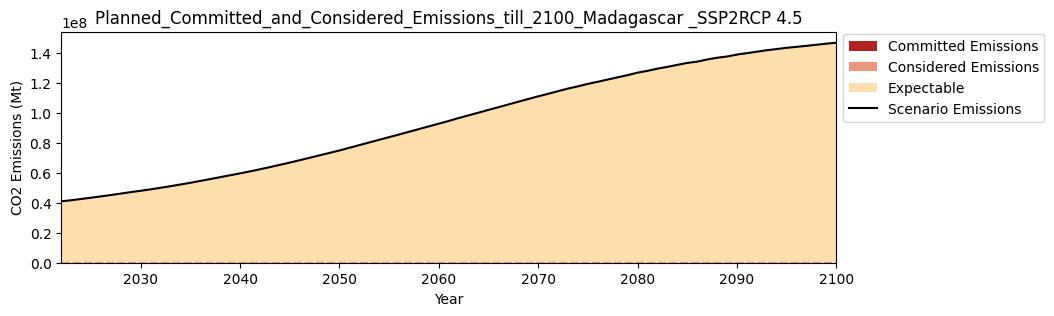 Planned_Committed_and_Considered_Emissions_till_2100_Madagascar _SSP2RCP 4.5
1e8
1.4
1.2
1.0
0.8
0.6
0.4
0.2
0.0
CO2 Emissions (Mt)
2030 2040 2050 2060 2070 2080 2090 2100
Year
Committed Emissions
Considered Emissions
Expectable
Scenario Emissions